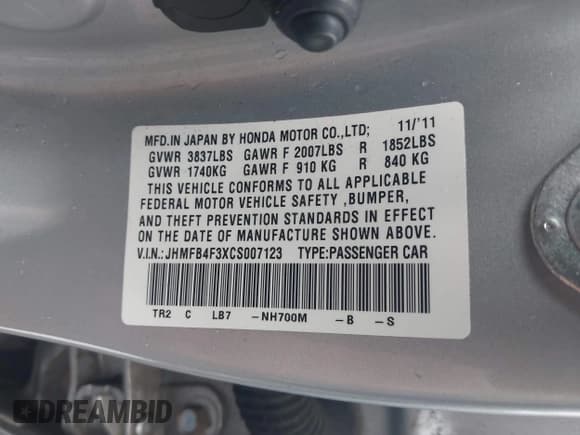 MFD.IN JAPAN BY HONDA MOTOR CO.,LTD; 11/'11
GVWR 3837LBS GAWR F 2007LBS R 1852LBS
GVWR 1740KG GAWR F 910 KG R 840 KG
THIS VEHICLE CONFORMS TO ALL APPLICABLE
FEDERAL MOTOR VEHICLE SAFETY ,BUMPER,
AND THEFT PREVENTION STANDARDS IN EFFECT
ON THE DATE OF MANUFACTURE SHOWN ABOVE.
V.I.N.:JHMFB4F3XCS007123 TYPE:PASSENGER CAR
TR2 C LB7 -NH700M -B -S
DREAMBID